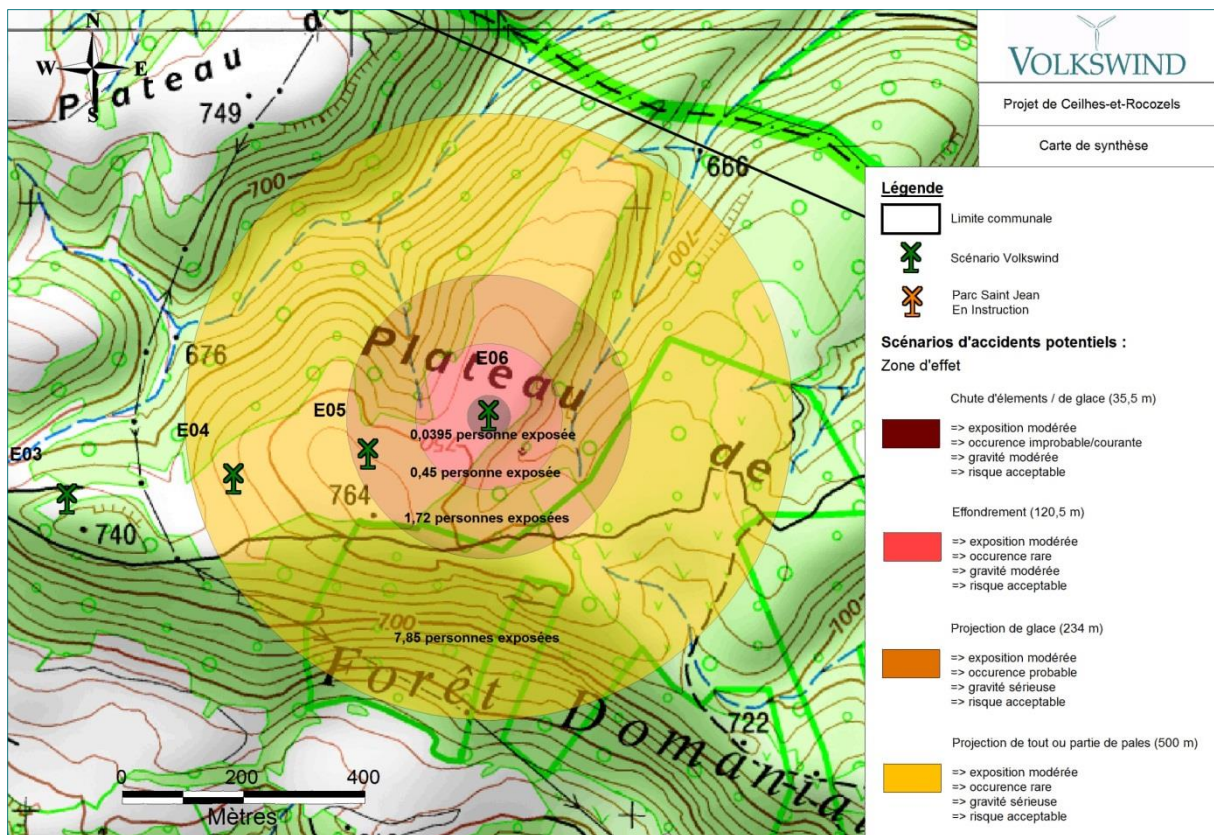 N
W E
S
Plateau
de
749
700
666
700
676
E03
E04
E05
E06
Plateau
de
0,0395 personne exposée
0,45 personne exposée
1,72 personnes exposées
7,85 personnes exposées
764
740
752
700
700
722
Forêt
Domania
0 200 400
Mètres
VOLKSWIND
Projet de Ceilhes-et-Rocozels
Carte de synthèse
Légende
Limite communale
Scénario Volkswind
Parc Saint Jean
En Instruction
Scénarios d'accidents potentiels :
Zone d'effet
Chute d'élements / de glace (35,5 m)
=> exposition modérée
=> occurence improbable/courante
=> gravité modérée
=> risque acceptable
Effondrement (120,5 m)
=> exposition modérée
=> occurence rare
=> gravité modérée
=> risque acceptable
Projection de glace (234 m)
=> exposition modérée
=> occurence probable
=> gravité sérieuse
=> risque acceptable
Projection de tout ou partie de pales (500 m)
=> exposition modérée
=> occurence rare
=> gravité sérieuse
=> risque acceptable